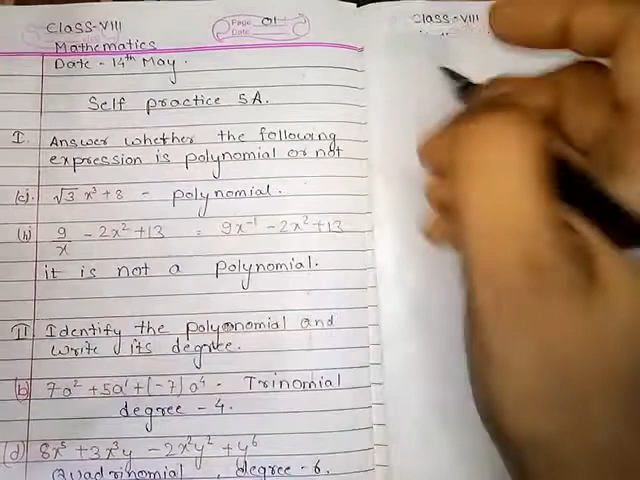 CLASS-VIII
Page 01
Date
Mathematics
Date - 14th May.
Self practice 5A.
I. Answer whether the following
expression is polynomial or not
(c). √3 x³ + 8 - polynomial.
(h) 9/x - 2x² + 13 = 9x⁻¹ - 2x² + 13
it is not a polynomial.
II Identify the polynomial and
write its degree.
(b) 7a² + 5a¹ + (-7)a⁴ - Trinomial
degree - 4.
(d) 8x⁵ + 3x³y - 2x²y² + y⁶
Quadrinomial, degree - 6.
CLASS-VIII